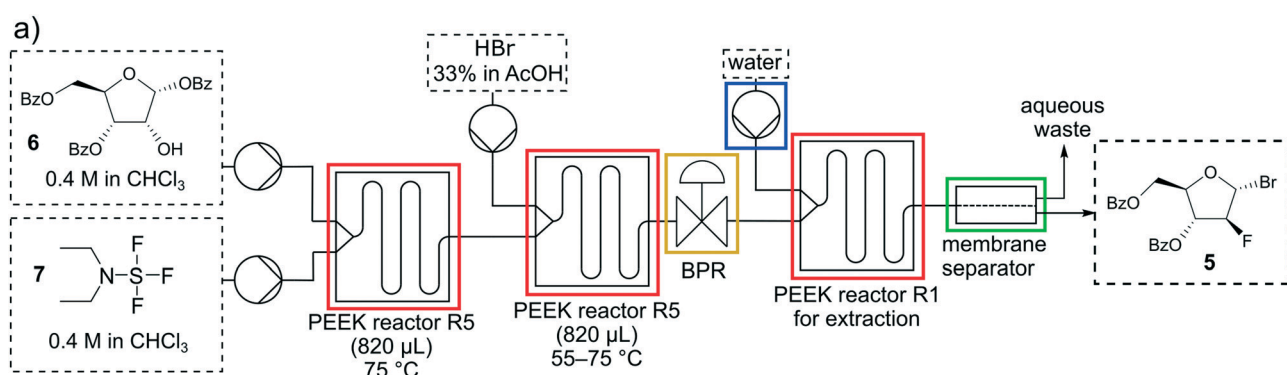 a)
BzO
O
OBz
6
BzO
OH
0.4 M in CHCl₃
7
N
S
F
F
F
0.4 M in CHCl₃
PEEK reactor R5
(820 µL)
75 °C
HBr
33% in AcOH
PEEK reactor R5
(820 µL)
55–75 °C
BPR
water
PEEK reactor R1
for extraction
membrane
separator
aqueous
waste
O
Br
BzO
BzO
F
5